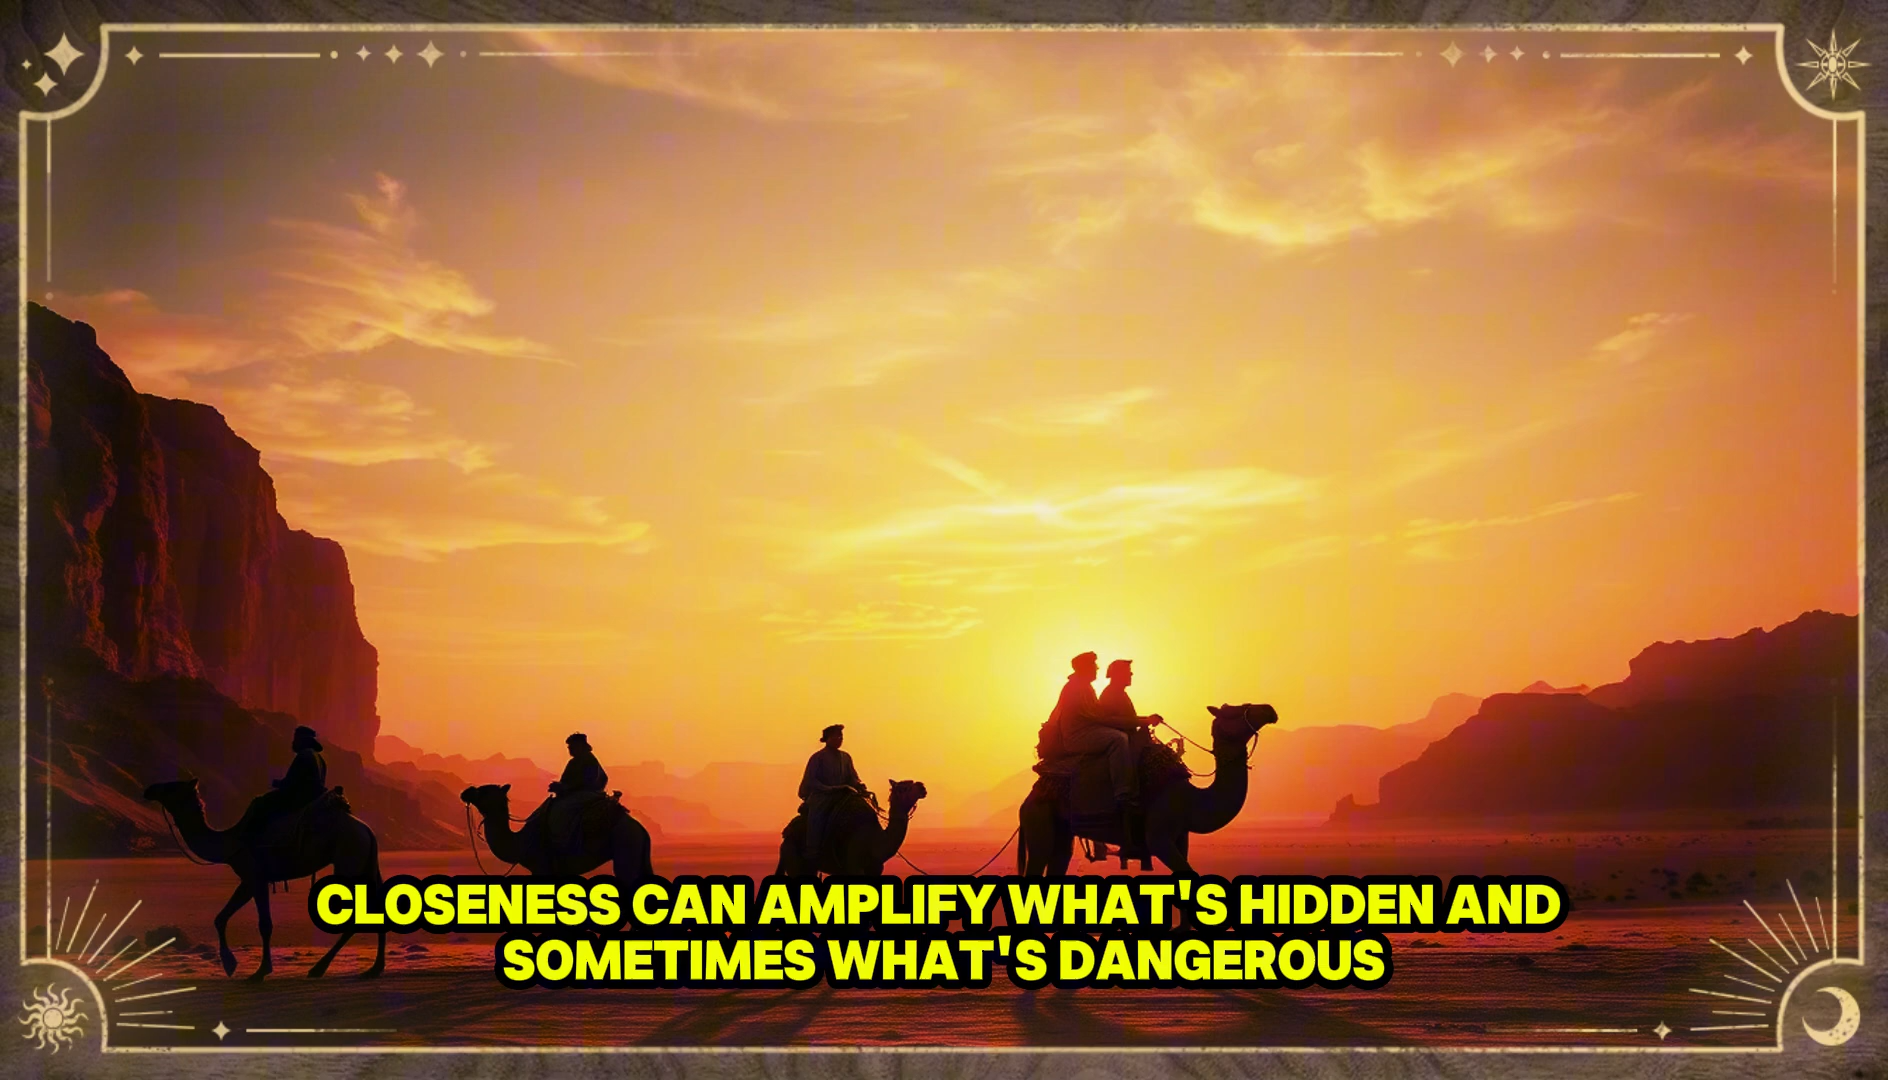 CLOSENESS CAN AMPLIFY WHAT'S HIDDEN AND
SOMETIMES WHAT'S DANGEROUS